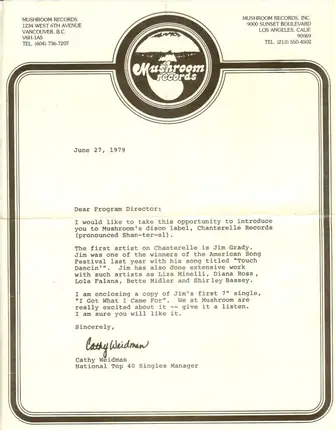 MUSHROOM RECORDS
1234 WEST 6TH AVENUE
VANCOUVER, B.C.
V6H-1A5
TEL. (604) 736-7207
MUSHROOM RECORDS, INC.
9000 SUNSET BOULEVARD
LOS ANGELES, CALIF.
90069
TEL. (213) 550-4502
Mushroom
records
June 27, 1979
Dear Program Director:
I would like to take this opportunity to introduce
you to Mushroom's disco label, Chanterelle Records
(pronounced Shan-ter-el).
The first artist on Chanterelle is Jim Grady.
Jim was one of the winners of the American Song
Festival last year with his song titled "Touch
Dancin'". Jim has also done extensive work
with such artists as Liza Minelli, Diana Ross,
Lola Falana, Bette Midler and Shirley Bassey.
I am enclosing a copy of Jim's first 7" single,
"I Got What I Came For". We at Mushroom are
really excited about it -- give it a listen.
I am sure you will like it.
Sincerely,
Cathy Weidman
Cathy Weidman
National Top 40 Singles Manager